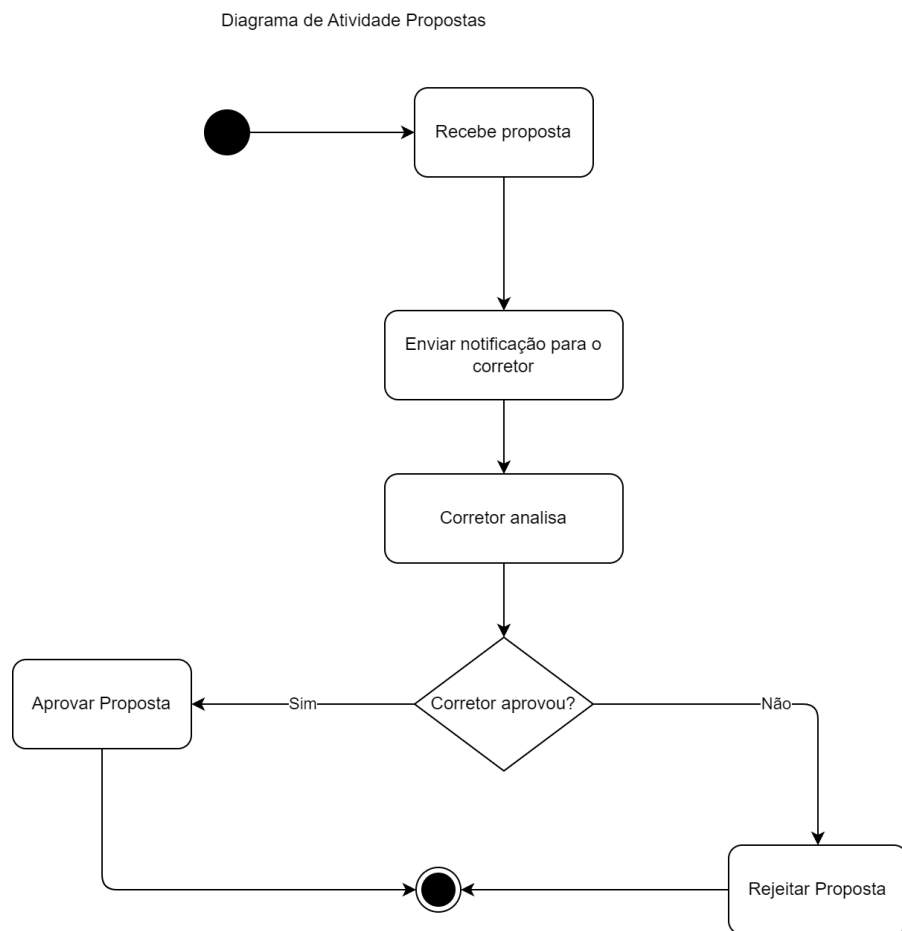 Diagrama de Atividade Propostas
Recebe proposta
Enviar notificação para o
corretor
Corretor analisa
Aprovar Proposta
Sim
Corretor aprovou?
Não
Rejeitar Proposta